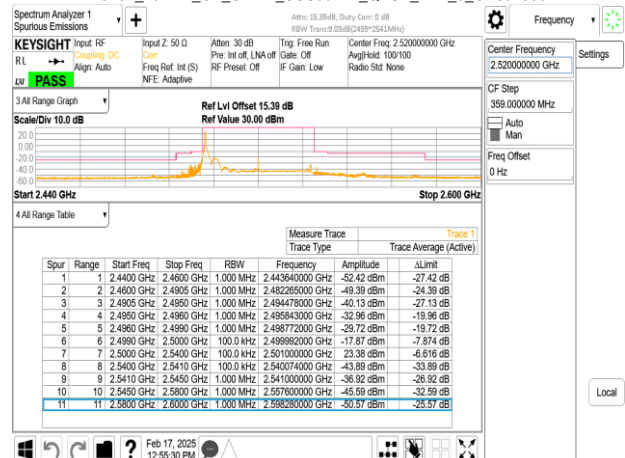 Spectrum Analyzer 1
Spurious Emissions
Attn: 15.39dB, Duty Corr: 0 dB
RBW Trans:9.03dB(2499~2541MHz)
Frequency
KEYSIGHT
Input: RF
Input Z: 50 Ω
Atten: 30 dB
Trig: Free Run
Center Freq: 2.520000000 GHz
RL
Coupling: DC
Corr
Pre: Int off, LNA off
Gate: Off
Avg|Hold: 100/100
Align: Auto
Freq Ref: Int (S)
RF Preset: Off
IF Gain: Low
Radio Std: None
LXI
PASS
NFE: Adaptive
Center Frequency
2.520000000 GHz
Settings
CF Step
359.000000 MHz
Auto
Man
Freq Offset
0 Hz
3 All Range Graph
Ref Lvl Offset 15.39 dB
Scale/Div 10.0 dB
Ref Value 30.00 dBm
20.0
0.00
-20.0
-40.0
-60.0
Start 2.440 GHz
Stop 2.600 GHz
4 All Range Table
Measure Trace Trace 1
Trace Type Trace Average (Active)
Spur Range Start Freq Stop Freq RBW Frequency Amplitude ΔLimit
1 1 2.4400 GHz 2.4600 GHz 1.000 MHz 2.443640000 GHz -52.42 dBm -27.42 dB
2 2 2.4600 GHz 2.4905 GHz 1.000 MHz 2.482265000 GHz -49.39 dBm -24.39 dB
3 3 2.4905 GHz 2.4950 GHz 1.000 MHz 2.494478000 GHz -40.13 dBm -27.13 dB
4 4 2.4950 GHz 2.4960 GHz 1.000 MHz 2.495843000 GHz -32.96 dBm -19.96 dB
5 5 2.4960 GHz 2.4990 GHz 1.000 MHz 2.498772000 GHz -29.72 dBm -19.72 dB
6 6 2.4990 GHz 2.5000 GHz 100.0 kHz 2.499992000 GHz -17.87 dBm -7.874 dB
7 7 2.5000 GHz 2.5400 GHz 100.0 kHz 2.501000000 GHz 23.38 dBm -6.616 dB
8 8 2.5400 GHz 2.5410 GHz 100.0 kHz 2.540074000 GHz -43.89 dBm -33.89 dB
9 9 2.5410 GHz 2.5450 GHz 1.000 MHz 2.541000000 GHz -36.92 dBm -26.92 dB
10 10 2.5450 GHz 2.5800 GHz 1.000 MHz 2.557600000 GHz -45.59 dBm -32.59 dB
11 11 2.5800 GHz 2.6000 GHz 1.000 MHz 2.598280000 GHz -50.57 dBm -25.57 dB
Local
Feb 17, 2025
12:55:30 PM